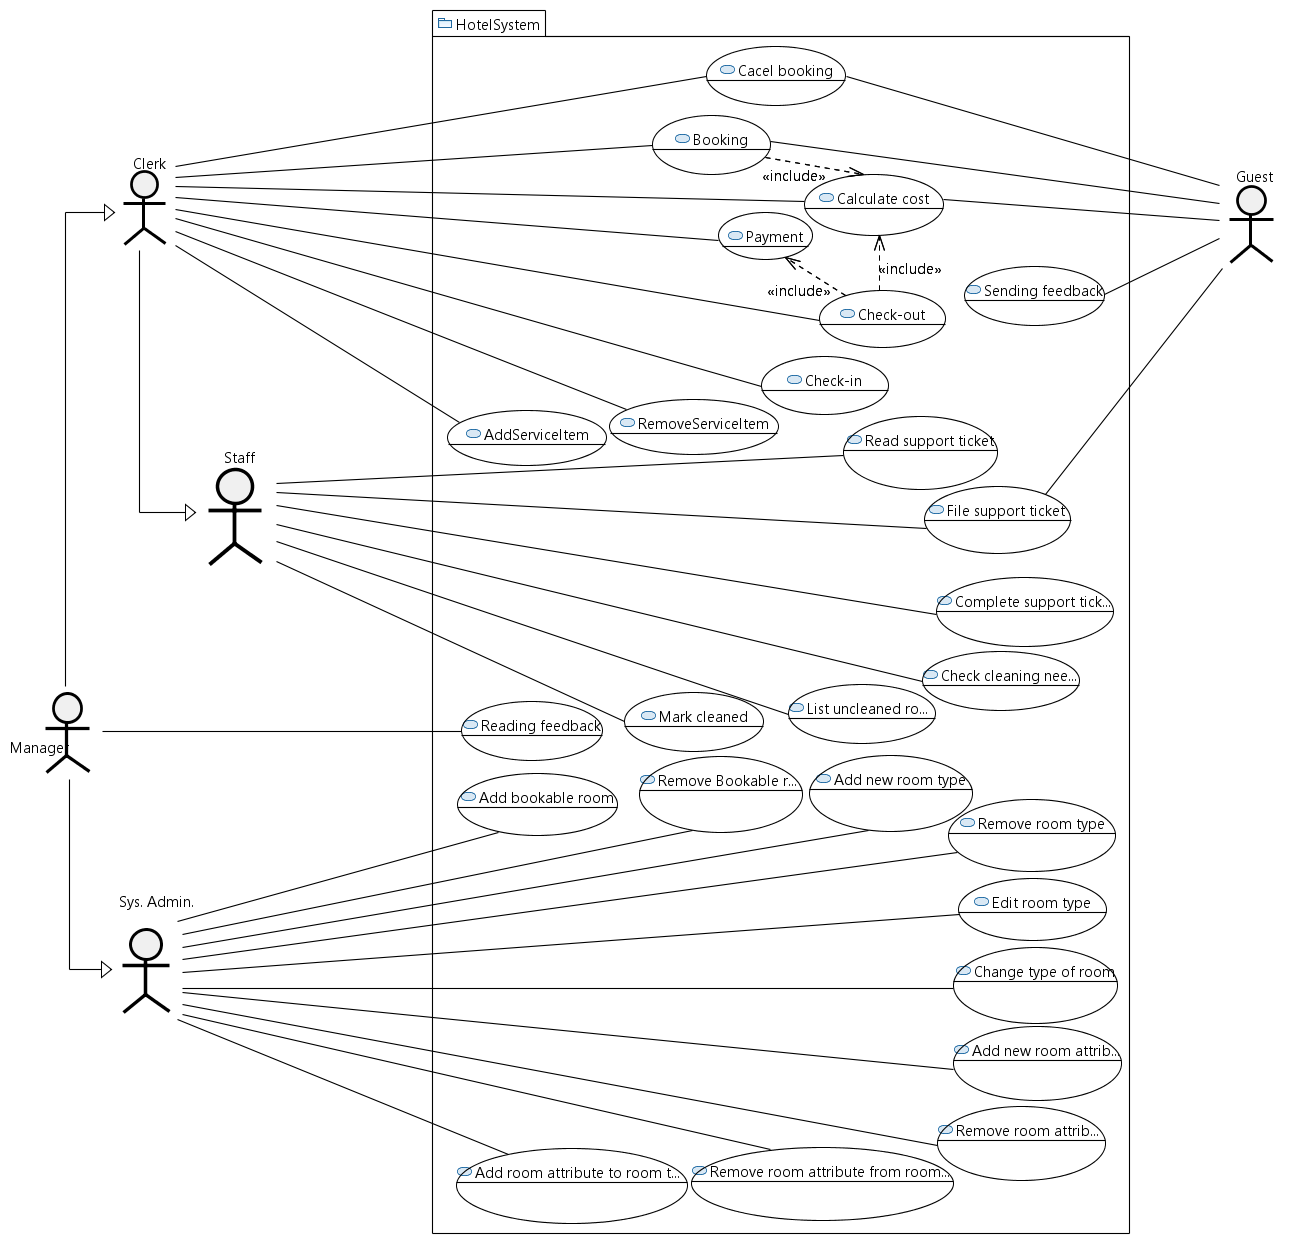 HotelSystem
Cacel booking
Booking
Clerk
«include»
Guest
Calculate cost
Payment
«include»
«include»
Sending feedback
Check-out
Check-in
RemoveServiceItem
AddServiceItem
Read support ticket
Staff
File support ticket
Complete support tick...
Check cleaning nee...
List uncleaned ro...
Mark cleaned
Reading feedback
Manager
Add new room type
Remove Bookable r...
Add bookable room
Remove room type
Sys. Admin.
Edit room type
Change type of room
Add new room attrib...
Remove room attrib...
Add room attribute to room t...
Remove room attribute from room...